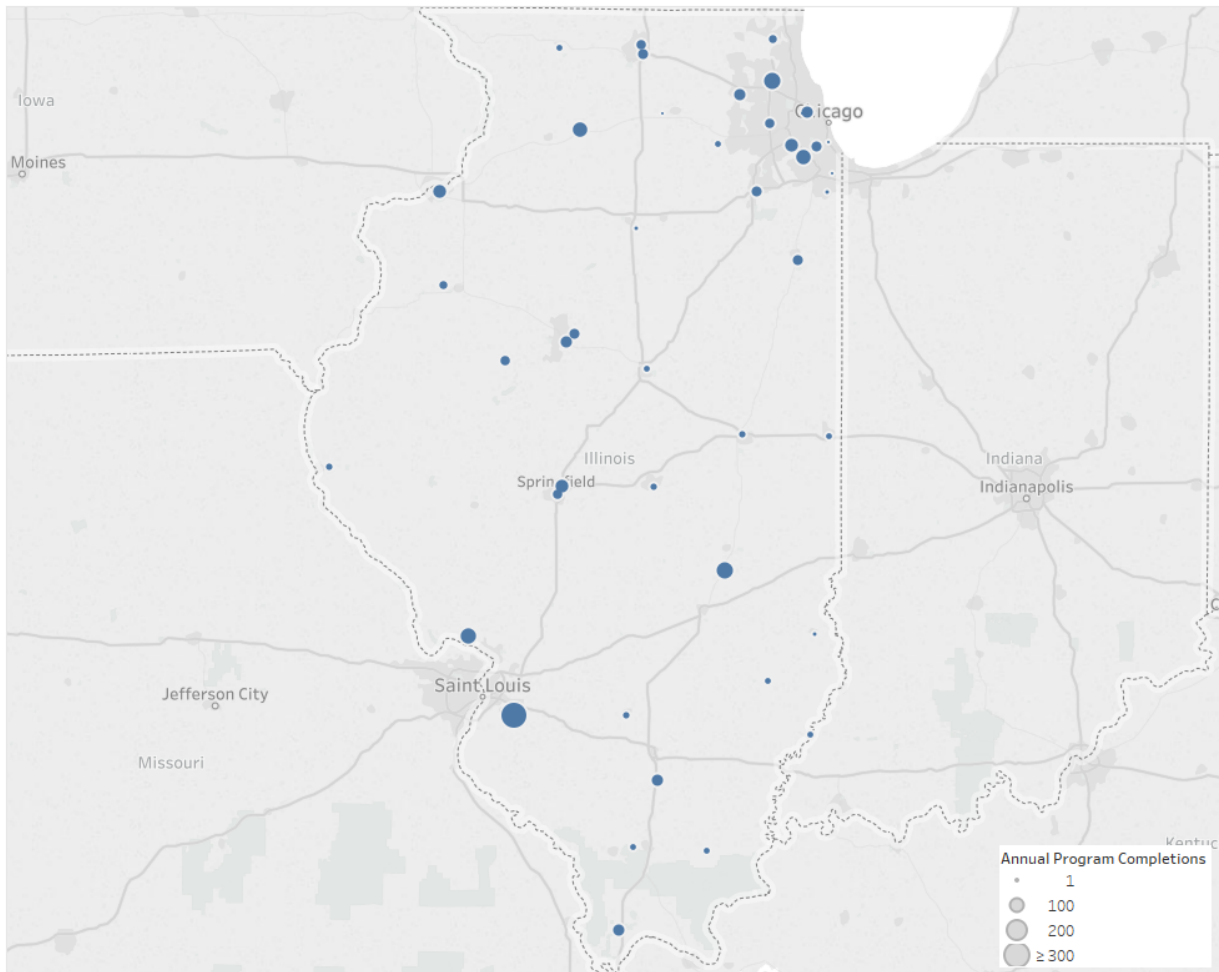 Iowa
Chicago
Moines
Illinois
Indiana
Springfield
Indianapolis
Saint Louis
Jefferson City
Missouri
Kentuc
Annual Program Completions
1
100
200
≥ 300